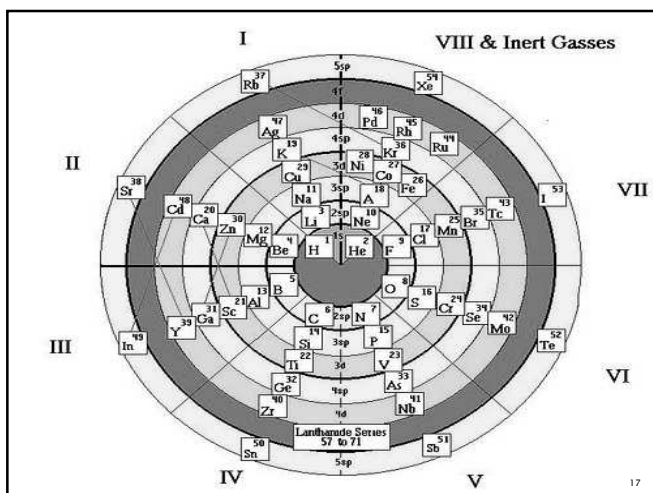 I
VIII & Inert Gasses
5sp
Rb 37
Xe 54
4f
4d
Ag 47
Pd 46
Rh 45
Ru 44
4sp
K 19
Kr 36
II
3d
Ni 28
Cu 29
Co 27
Fe 26
VII
Sr 38
Cd 48
Ca 20
Zn 30
Na 11
3sp
A 18
I 53
Tc 43
Br 35
Mn 25
Mg 12
Li 3
2sp
Ne 10
Cl 17
Be 4
1s
H 1
He 2
F 9
B 5
O 8
Al 13
S 16
Sc 21
Cr 24
Ga 31
Se 34
Y 39
Mo 42
In 49
Te 52
C 6
2sp
N 7
Si 14
3sp
P 15
III
VI
Ti 22
3d
V 23
Ge 32
4sp
As 33
Zr 40
4d
Nb 41
Lanthanide Series
57 to 71
Sn 50
5sp
Sb 51
IV
V
17